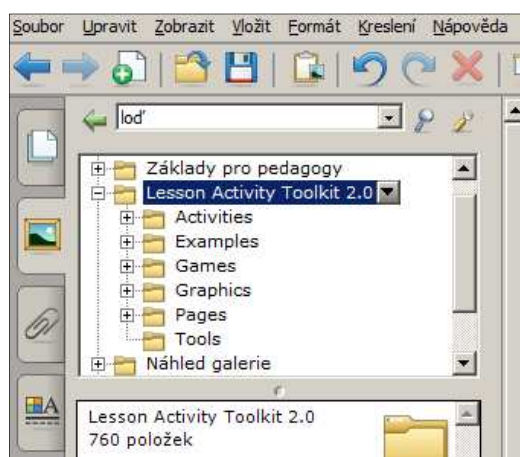 Soubor Upravit Zobrazit Vložit Formát Kreslení Nápověda
loď
Základy pro pedagogy
Lesson Activity Toolkit 2.0
Activities
Examples
Games
Graphics
Pages
Tools
Náhled galerie
Lesson Activity Toolkit 2.0
760 položek